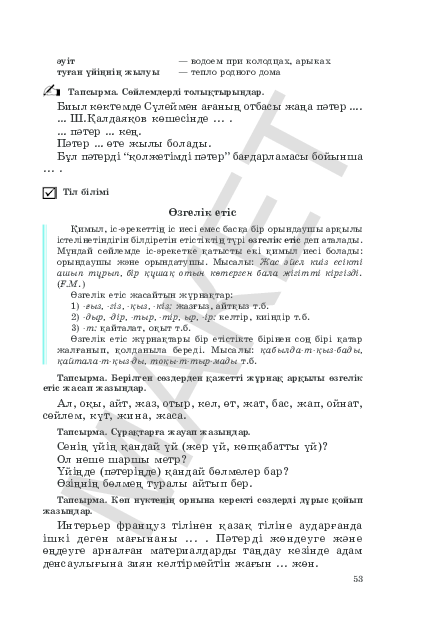 әуіт — водоем при колодцах, арыках
туған үйіңнің жылуы — тепло родного дома
Тапсырма. Сөйлемдерді толықтырыңдар.
Биыл көктемде Сүлеймен ағаның отбасы жаңа пәтер ....
... Ш.Қалдаяқов көшесінде ... .
... пәтер ... кең.
Пәтер ... өте жылы болады.
Бұл пәтерді “қолжетімді пәтер” бағдарламасы бойынша
... .
Тіл білімі
Өзгелік етіс
Қимыл, іс-әрекеттің іс иесі емес басқа бір орындаушы арқылы
істелінетіндігін білдіретін етістіктің түрі өзгелік етіс деп аталады.
Мұндай сөйлемде іс-әрекетке қатысты екі қимыл иесі болады:
орындаушы және орындатушы. Мысалы: Жас әйел киіз есікті
ашып тұрып, бір құшақ отын көтерген бала жігітті кіргізді.
(Ғ.М.)
Өзгелік етіс жасайтын жұрнақтар:
1) -ғыз, -гіз, -қыз, -кіз: жазғыз, айтқыз т.б.
2) -дыр, -дір, -тыр, -тір, -ыр, -ір: келтір, киіндір т.б.
3) -т: қайталат, оқыт т.б.
Өзгелік етіс жұрнақтары бір етістікте бірінен соң бірі қатар
жалғанып, қолданыла береді. Мысалы: қабылда-т-қыз-бады,
қайтала-т-қыз-ды, тоқы-т-тыр-мады т.б.
Тапсырма. Берілген сөздерден қажетті жұрнақ арқылы өзгелік
етіс жасап жазыңдар.
Ал, оқы, айт, жаз, отыр, кел, өт, жат, бас, жап, ойнат,
сөйлем, күт, жина, жаса.
Тапсырма. Сұрақтарға жауап жазыңдар.
Сенің үйің қандай үй (жер үй, көпқабатты үй)?
Ол неше шаршы метр?
Үйіңде (пәтеріңде) қандай бөлмелер бар?
Өзіңнің бөлмең туралы айтып бер.
Тапсырма. Көп нүктенің орнына керекті сөздерді дұрыс қойып
жазыңдар.
Интерьер француз тілінен қазақ тіліне аударғанда
ішкі деген мағынаны ... . Пәтерді жөндеуге және
өңдеуге арналған материалдарды таңдау кезінде адам
денсаулығына зиян келтірмейтін жағын ... жөн.
53
МАКЕТ